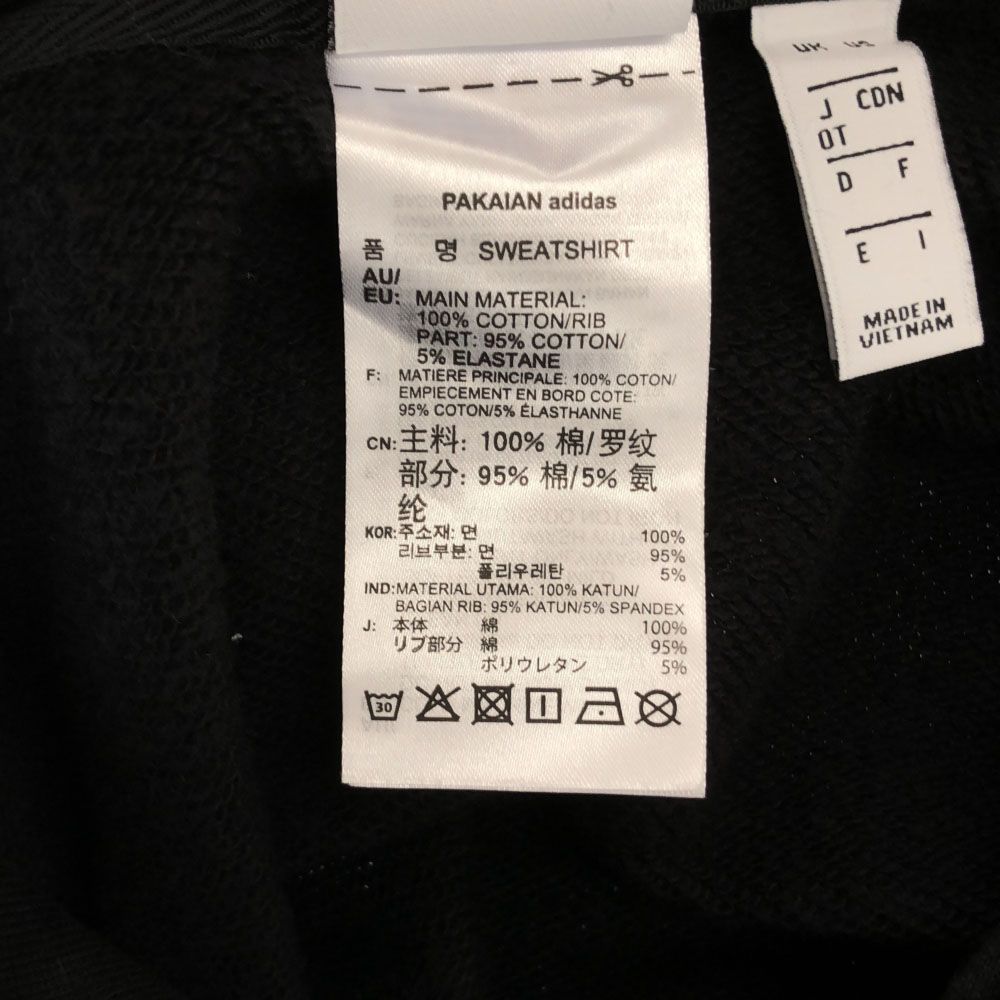 PAKAIAN adidas
품 명 SWEATSHIRT
AU/
EU: MAIN MATERIAL:
100% COTTON/RIB
PART: 95% COTTON/
5% ELASTANE
F: MATIERE PRINCIPALE: 100% COTON/
EMPIECEMENT EN BORD COTE:
95% COTON/5% ÉLASTHANNE
CN: 主料: 100% 棉/罗纹
部分: 95% 棉/5% 氨
纶
KOR: 주소재: 면 100%
리브부분: 면 95%
폴리우레탄 5%
IND: MATERIAL UTAMA: 100% KATUN/
BAGIAN RIB: 95% KATUN/5% SPANDEX
J: 本体 綿 100%
リブ部分 綿 95%
ポリウレタン 5%
30
UK US
J CDN
OT
D F
E I
MADE IN
VIETNAM